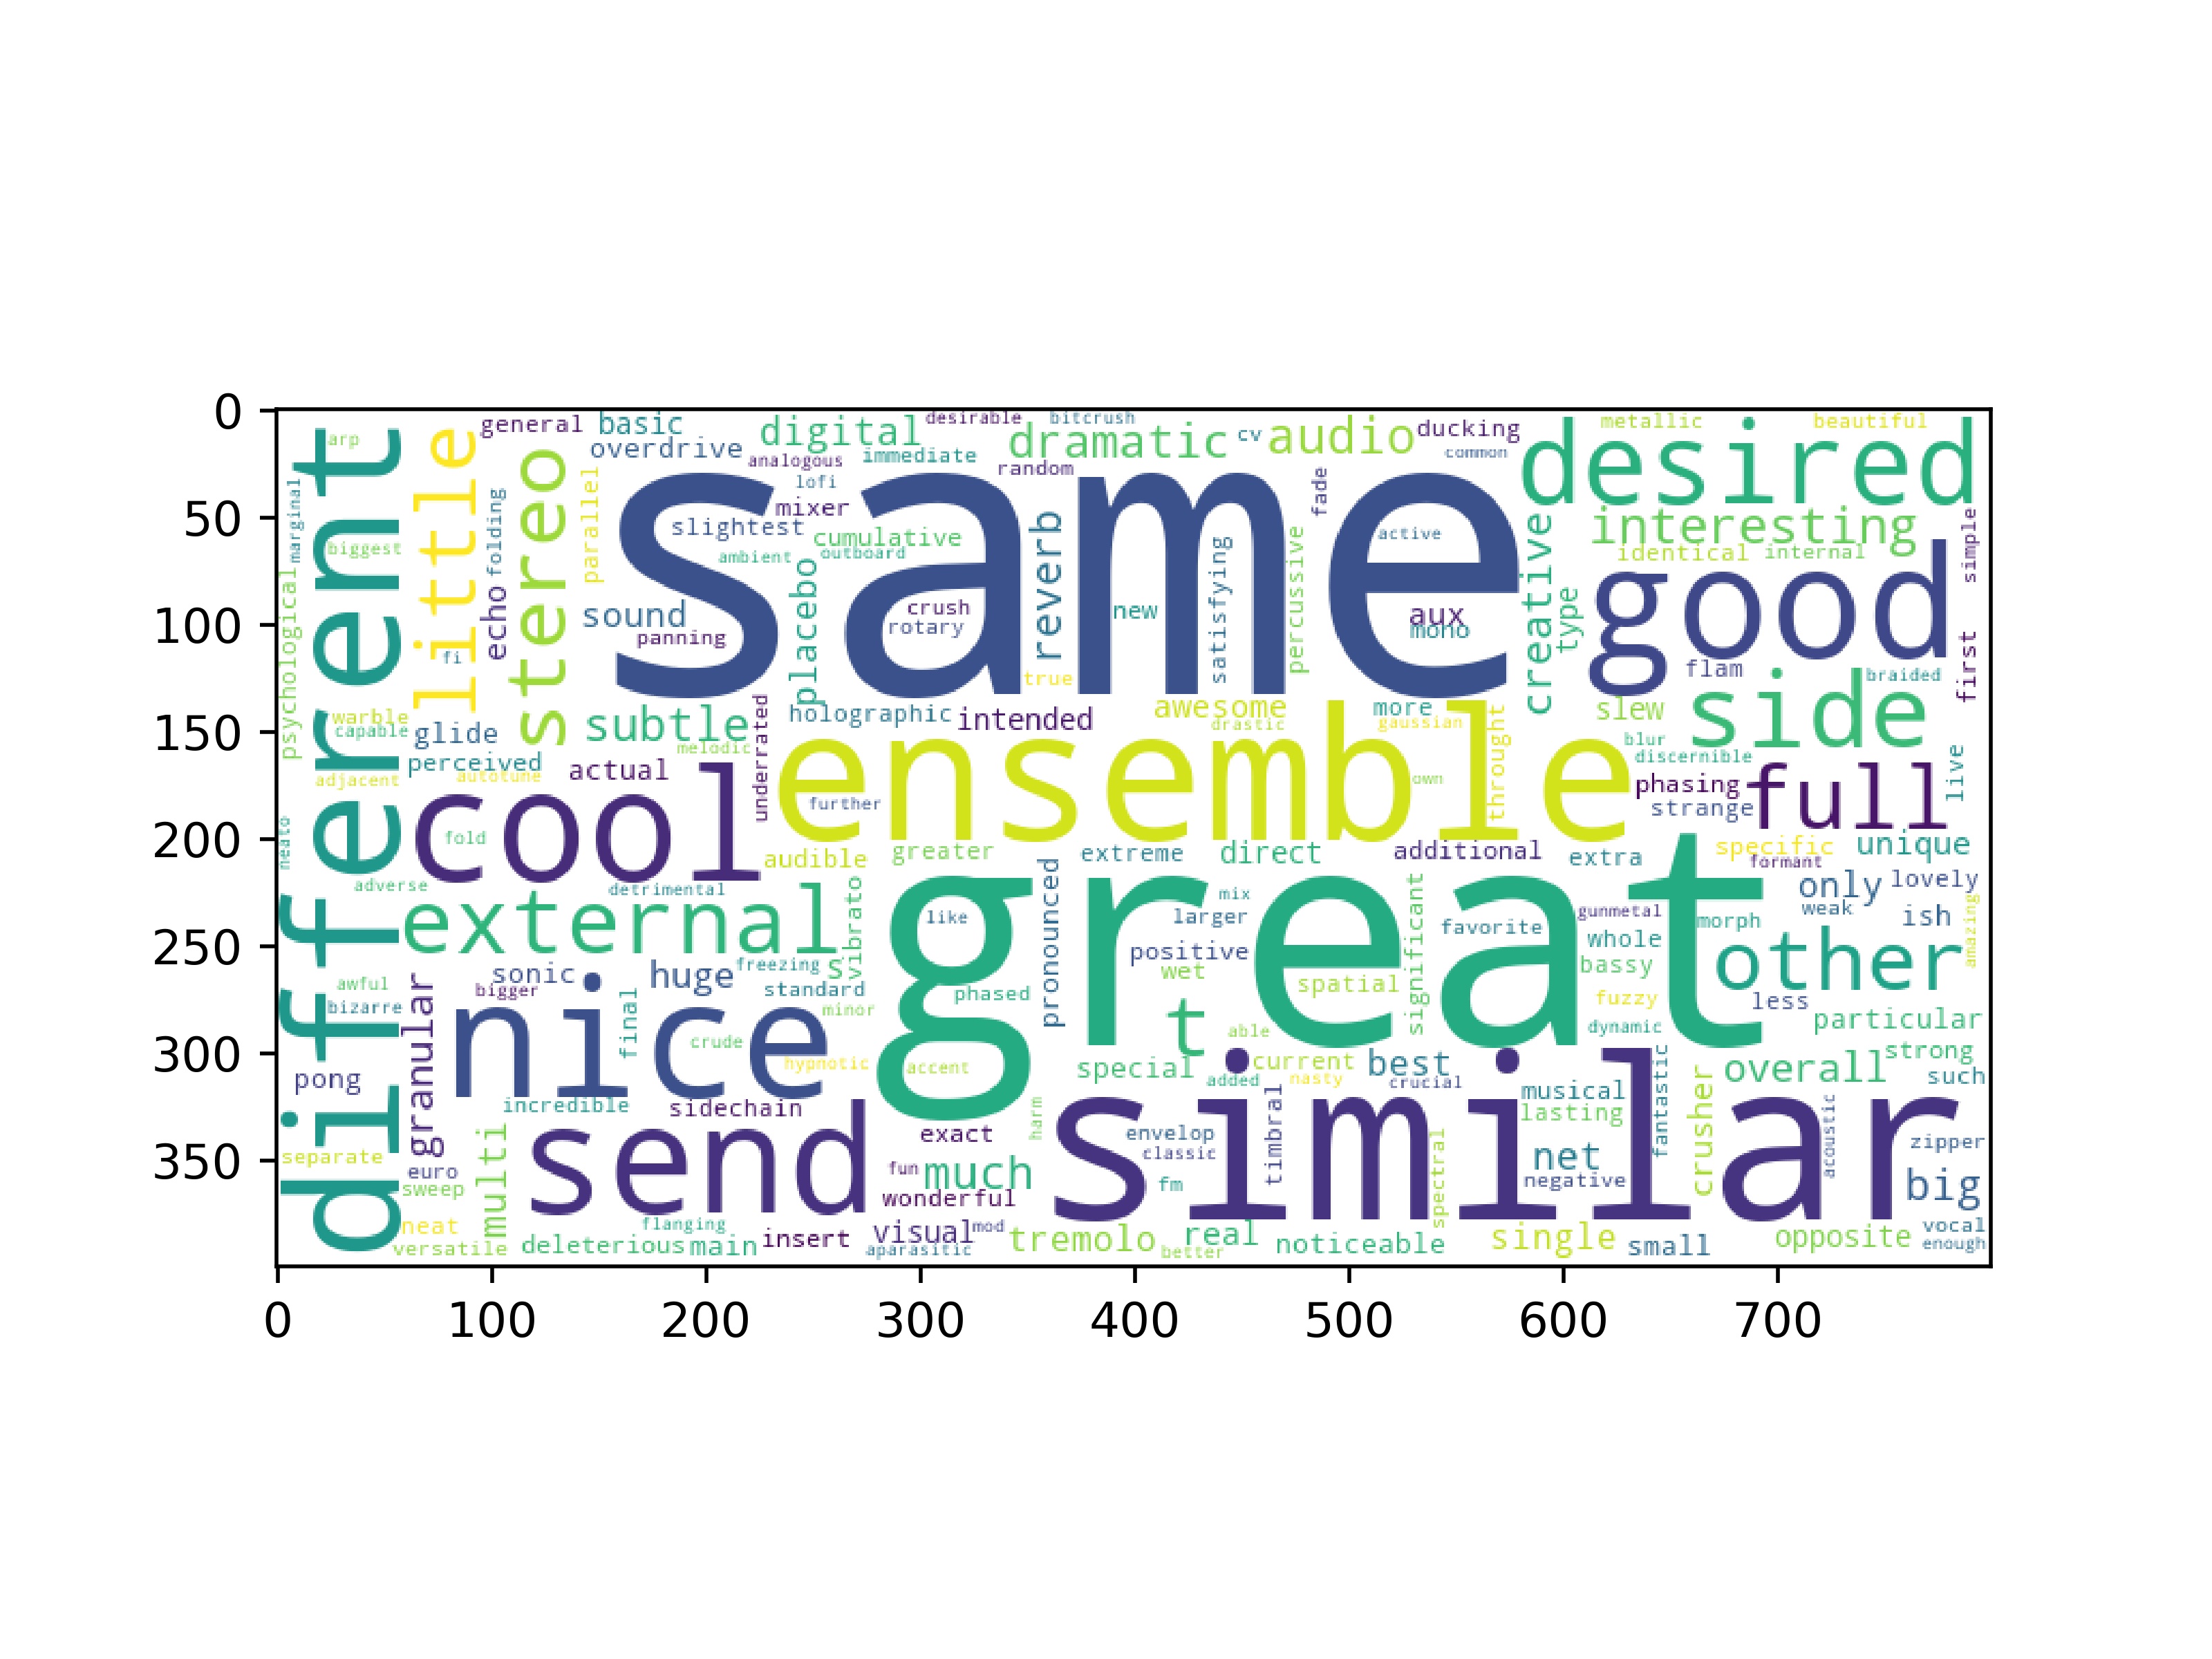 0
50
100
150
200
250
300
350
0 100 200 300 400 500 600 700
general basic digital desirable bitcrush dramatic cv audio ducking metallic beautiful
arp overdrive analogous immediate random common desired
different little stereo parallel lofi same fade
marginal folding mixer slightest cumulative reverb active creative interesting simple
biggest ambient outboard placebo satisfying percussive identical internal
psychological echo sound crush new aux type good
fi panning rotary mono first
true flam braided
warble capable glide subtle underrated holographic intended awesome more slew side
melodic drastic gaussian blur
perceived actual ensemble throught discernible live
adjacent autotune own phasing full
cool further strange
neato fold audible greater extreme direct additional extra specific unique
adverse detrimental great formant only lovely
external vibrato like pronounced mix larger significant favorite gunmetal morph weak ish amazing
whole other
sonic huge freezing s positive wet bassy
awful bigger standard phased spatial fuzzy less
bizarre granular nice final minor t able dynamic particular
crude hypnotic accent special current best strong
pong added nasty crucial fantastic overall such
incredible sidechain harm similar musical crusher
send exact envelop timbral lasting acoustic
separate multi classic spectral net zipper
euro fun much fm negative big
sweep wonderful
neat flanging visual mod tremolo real single opposite vocal
versatile deleterious main insert aparasitic better noticeable small enough